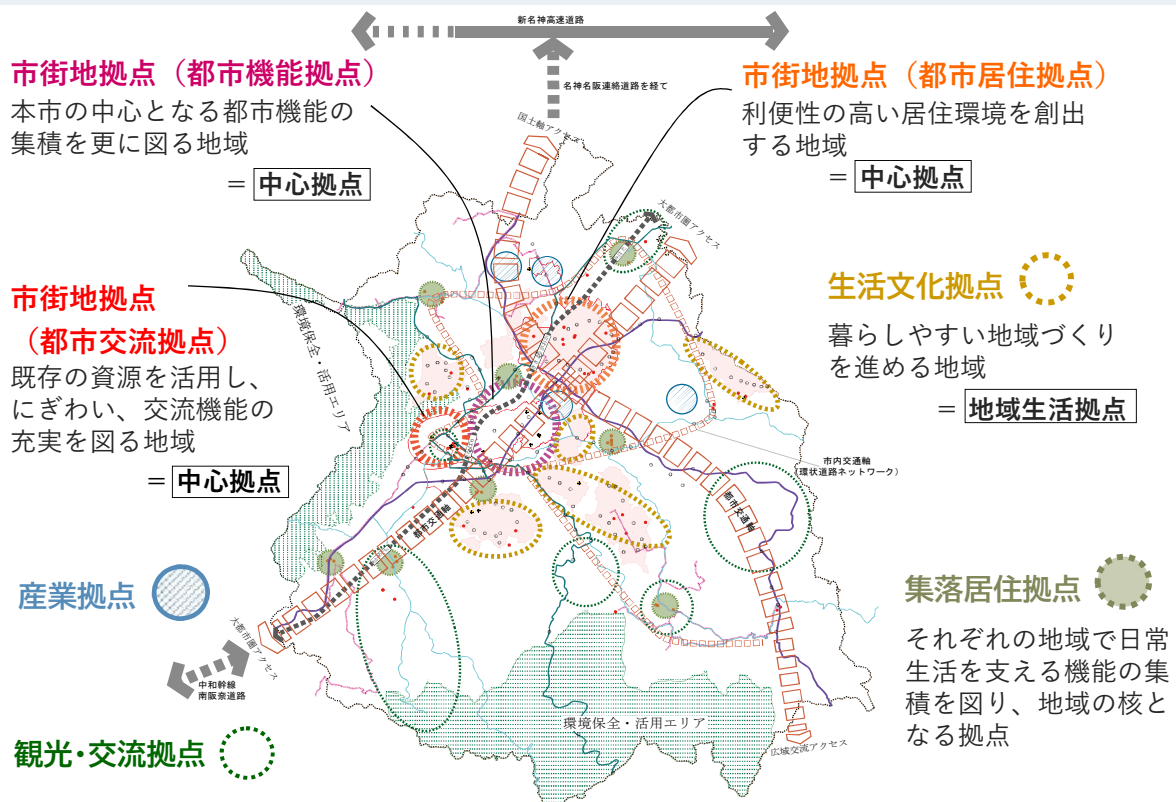 新名神高速道路
名神名阪連絡道路を経て
国土軸アクセス
市街地拠点（都市機能拠点）
本市の中心となる都市機能の
集積を更に図る地域
＝ 中心拠点
市街地拠点（都市居住拠点）
利便性の高い居住環境を創出
する地域
＝ 中心拠点
大都市圏アクセス
市街地拠点
（都市交流拠点）
既存の資源を活用し、
にぎわい、交流機能の
充実を図る地域
＝ 中心拠点
環境保全・活用エリア
生活文化拠点
暮らしやすい地域づくり
を進める地域
＝ 地域生活拠点
市内交通軸
（環状道路ネットワーク）
都市交通軸
都市交通軸
産業拠点
大都市圏アクセス
中和幹線
南阪奈道路
集落居住拠点
それぞれの地域で日常
生活を支える機能の集
積を図り、地域の核と
なる拠点
環境保全・活用エリア
広域交流アクセス
観光・交流拠点